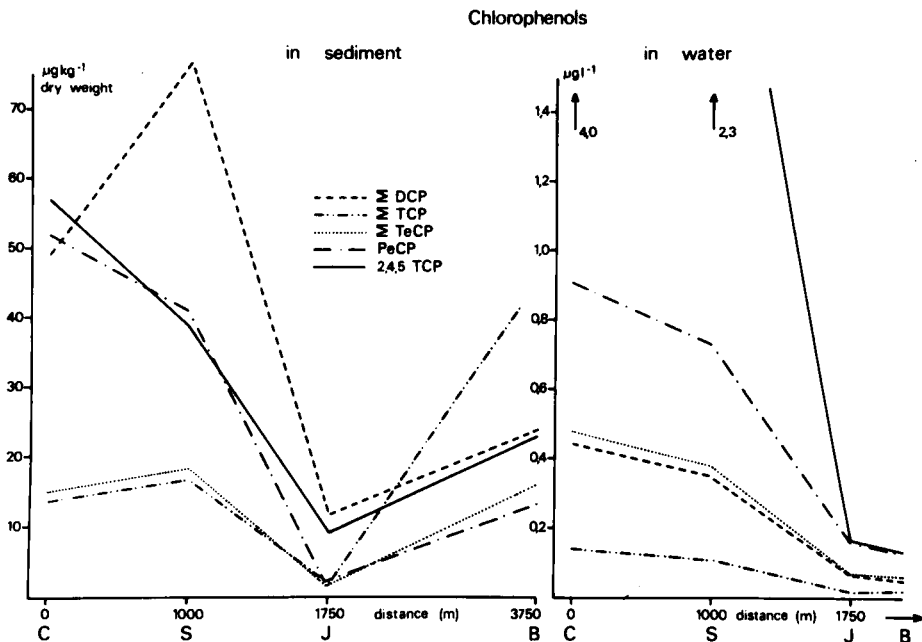 Chlorophenols
in sediment
µg kg⁻¹
dry weight
70
60
50
40
30
20
10
M DCP
M TCP
M TeCP
PeCP
2,4,5 TCP
0 1000 1750 distance (m) 3750
C S J B
in water
µg l⁻¹
1,4
1,2
1,0
0,8
0,6
0,4
0,2
4,0
2,3
0 1000 distance (m) 1750
C S J B